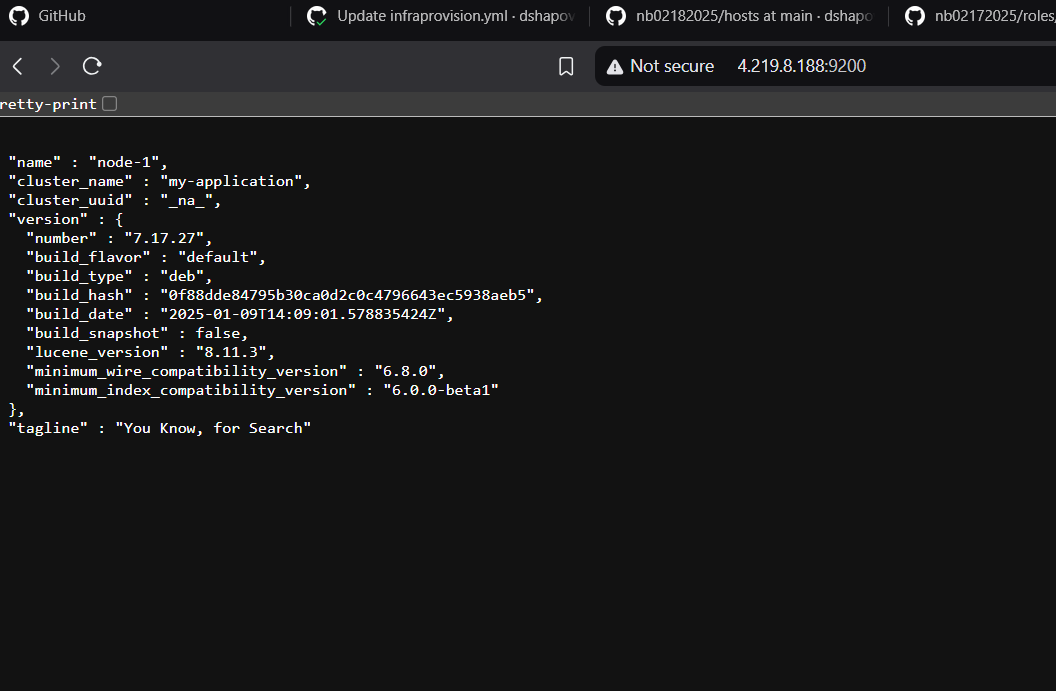 GitHub
Update infraprovision.yml · dshapov
nb02182025/hosts at main · dshapo
nb02172025/roles/
Not secure 4.219.8.188:9200
retty-print
"name" : "node-1",
"cluster_name" : "my-application",
"cluster_uuid" : "_na_",
"version" : {
"number" : "7.17.27",
"build_flavor" : "default",
"build_type" : "deb",
"build_hash" : "0f88dde84795b30ca0d2c0c4796643ec5938aeb5",
"build_date" : "2025-01-09T14:09:01.578835424Z",
"build_snapshot" : false,
"lucene_version" : "8.11.3",
"minimum_wire_compatibility_version" : "6.8.0",
"minimum_index_compatibility_version" : "6.0.0-beta1"
},
"tagline" : "You Know, for Search"